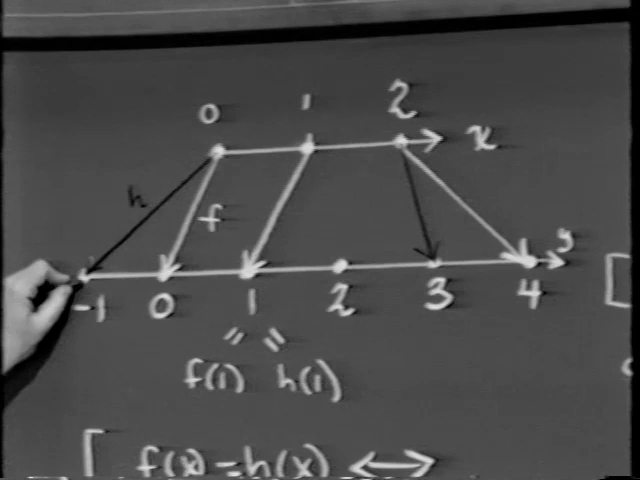 0 1 2 x
h f y
-1 0 1 2 3 4
" "
f(1) h(1)
[ f(x)=h(x) ⟷